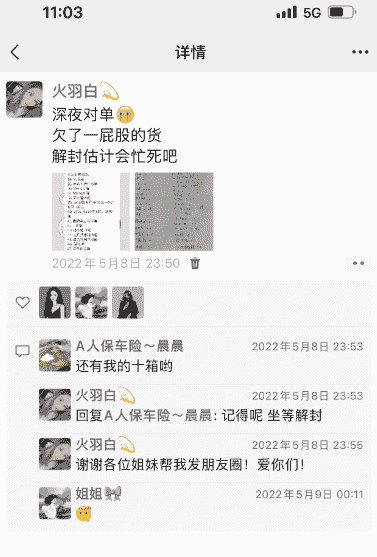 11:03
5G
详情
火羽白
深夜对单
欠了一屁股的货
解封估计会忙死吧
2022年5月8日 23:50
A人保车险～晨晨
2022年5月8日 23:53
还有我的十箱哟
火羽白
2022年5月8日 23:53
回复A人保车险～晨晨: 记得呢 坐等解封
火羽白
2022年5月8日 23:55
谢谢各位姐妹帮我发朋友圈！爱你们！
姐姐
2022年5月9日 00:11